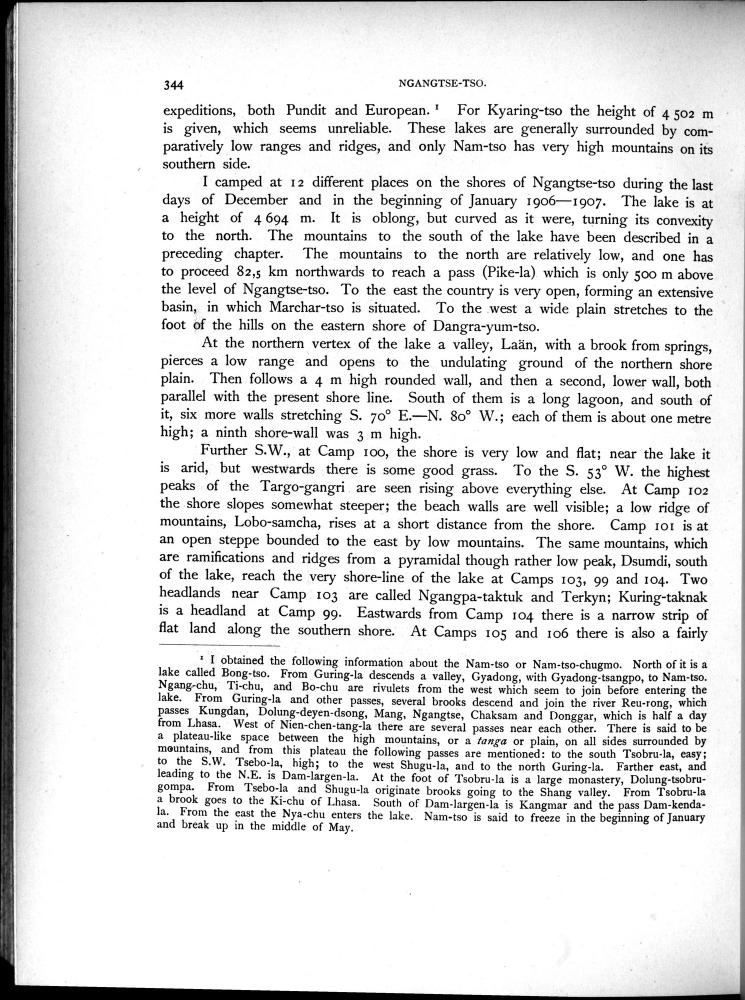 344
NGANGTSE-TSO.
expeditions, both Pundit and European. ¹ For Kyaring-tso the height of 4 502 m
is given, which seems unreliable. These lakes are generally surrounded by com-
paratively low ranges and ridges, and only Nam-tso has very high mountains on its
southern side.
I camped at 12 different places on the shores of Ngangtse-tso during the last
days of December and in the beginning of January 1906—1907. The lake is at
a height of 4 694 m. It is oblong, but curved as it were, turning its convexity
to the north. The mountains to the south of the lake have been described in a
preceding chapter. The mountains to the north are relatively low, and one has
to proceed 82,5 km northwards to reach a pass (Pike-la) which is only 500 m above
the level of Ngangtse-tso. To the east the country is very open, forming an extensive
basin, in which Marchar-tso is situated. To the west a wide plain stretches to the
foot of the hills on the eastern shore of Dangra-yum-tso.
At the northern vertex of the lake a valley, Laän, with a brook from springs,
pierces a low range and opens to the undulating ground of the northern shore
plain. Then follows a 4 m high rounded wall, and then a second, lower wall, both
parallel with the present shore line. South of them is a long lagoon, and south of
it, six more walls stretching S. 70° E.—N. 80° W.; each of them is about one metre
high; a ninth shore-wall was 3 m high.
Further S.W., at Camp 100, the shore is very low and flat; near the lake it
is arid, but westwards there is some good grass. To the S. 53° W. the highest
peaks of the Targo-gangri are seen rising above everything else. At Camp 102
the shore slopes somewhat steeper; the beach walls are well visible; a low ridge of
mountains, Lobo-samcha, rises at a short distance from the shore. Camp 101 is at
an open steppe bounded to the east by low mountains. The same mountains, which
are ramifications and ridges from a pyramidal though rather low peak, Dsumdi, south
of the lake, reach the very shore-line of the lake at Camps 103, 99 and 104. Two
headlands near Camp 103 are called Ngangpa-taktuk and Terkyn; Kuring-taknak
is a headland at Camp 99. Eastwards from Camp 104 there is a narrow strip of
flat land along the southern shore. At Camps 105 and 106 there is also a fairly
¹ I obtained the following information about the Nam-tso or Nam-tso-chugmo. North of it is a
lake called Bong-tso. From Guring-la descends a valley, Gyadong, with Gyadong-tsangpo, to Nam-tso.
Ngang-chu, Ti-chu, and Bo-chu are rivulets from the west which seem to join before entering the
lake. From Guring-la and other passes, several brooks descend and join the river Reu-rong, which
passes Kungdan, Dolung-deyen-dsong, Mang, Ngangtse, Chaksam and Donggar, which is half a day
from Lhasa. West of Nien-chen-tang-la there are several passes near each other. There is said to be
a plateau-like space between the high mountains, or a tanga or plain, on all sides surrounded by
mountains, and from this plateau the following passes are mentioned: to the south Tsobru-la, easy;
to the S.W. Tsebo-la, high; to the west Shugu-la, and to the north Guring-la. Farther east, and
leading to the N.E. is Dam-largen-la. At the foot of Tsobru-la is a large monastery, Dolung-tsobru-
gompa. From Tsebo-la and Shugu-la originate brooks going to the Shang valley. From Tsobru-la
a brook goes to the Ki-chu of Lhasa. South of Dam-largen-la is Kangmar and the pass Dam-kenda-
la. From the east the Nya-chu enters the lake. Nam-tso is said to freeze in the beginning of January
and break up in the middle of May.